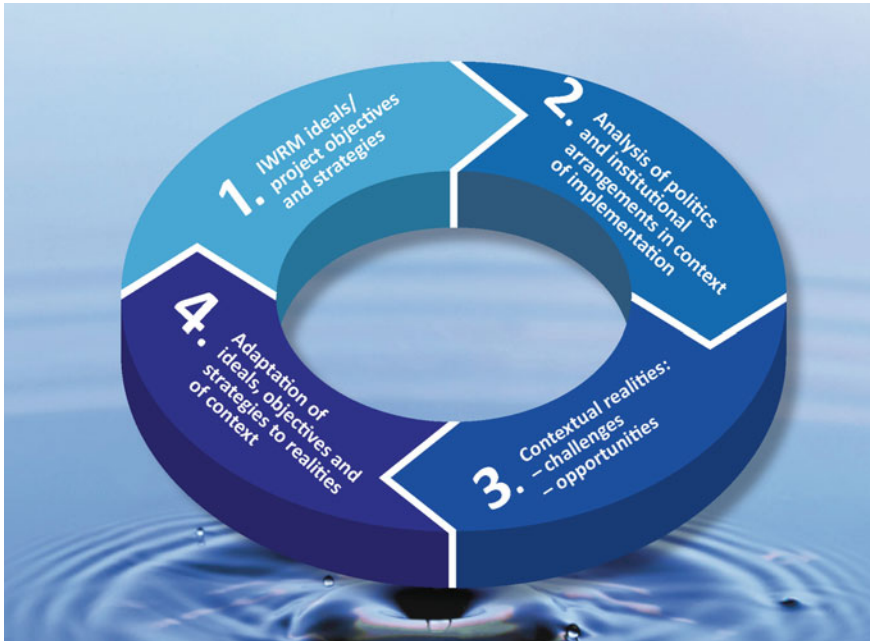 1. IWRM ideals/
project objectives
and strategies
2. Analysis of politics
and institutional
arrangements in context
of implementation
3. Contextual realities:
– challenges
– opportunities
4. Adaptation of
ideals, objectives and
strategies to realities
of context